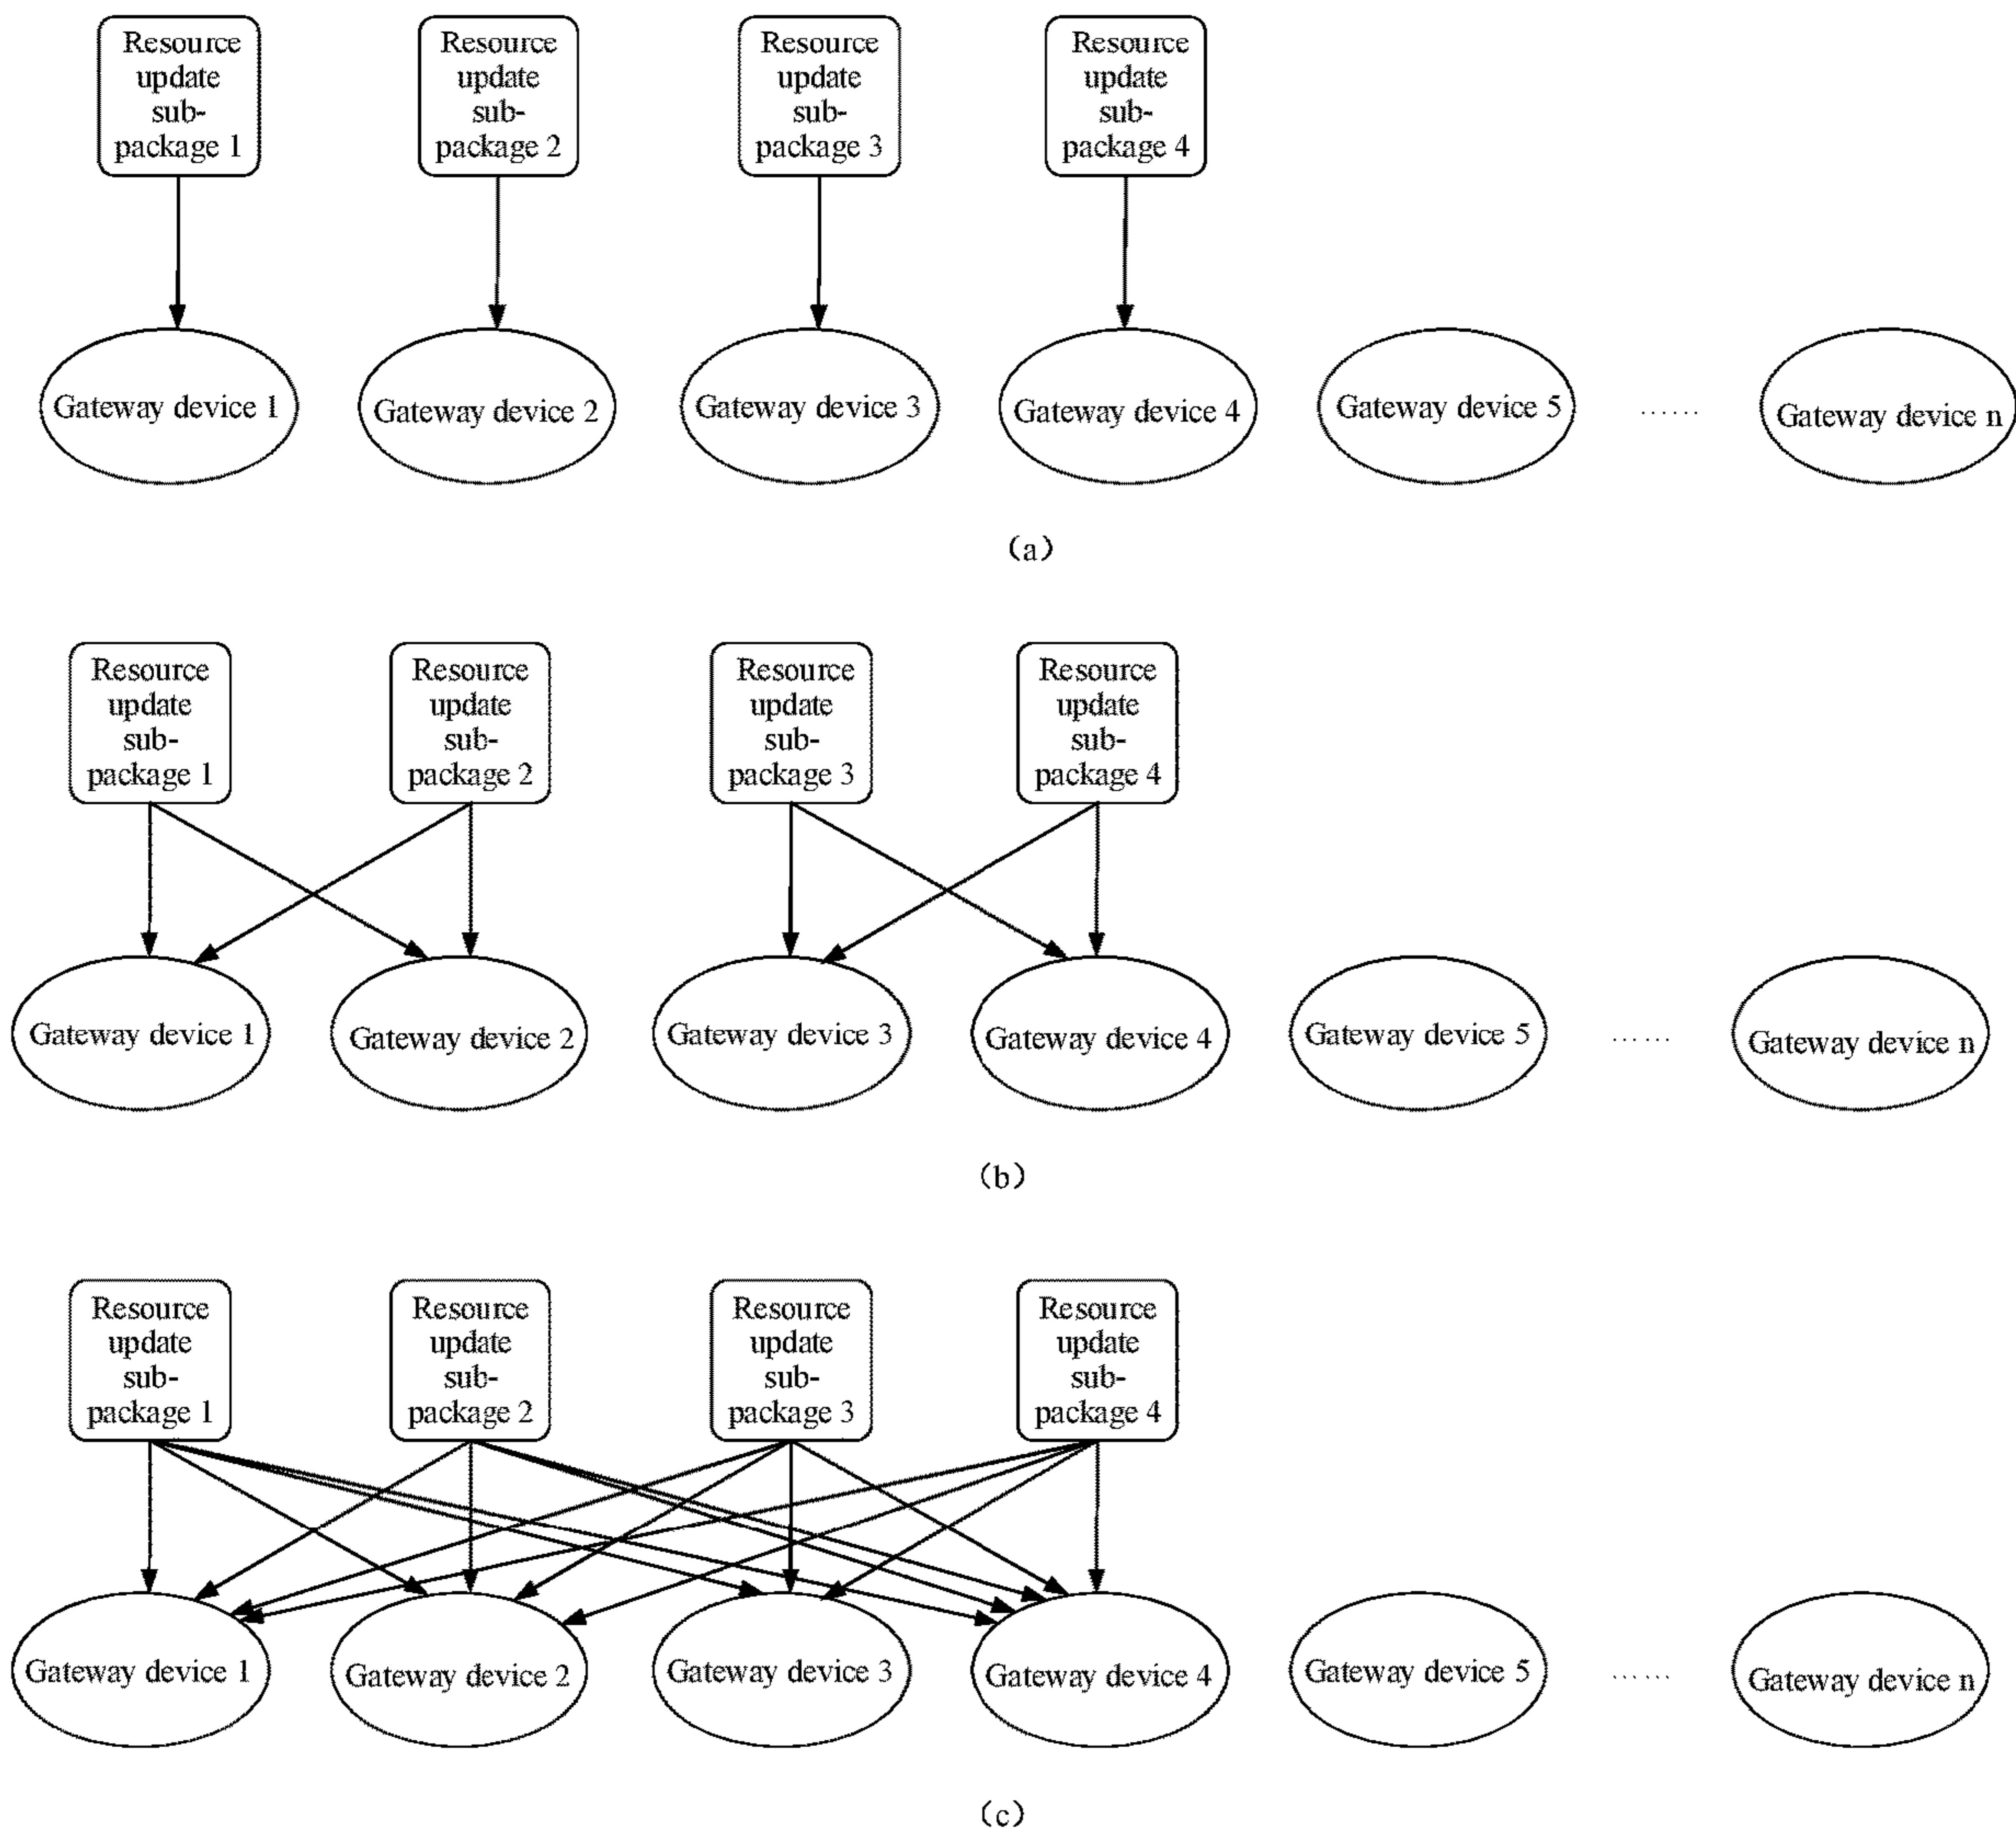 Resource
update
sub-
package 1
Resource
update
sub-
package 2
Resource
update
sub-
package 3
Resource
update
sub-
package 4
Gateway device 1
Gateway device 2
Gateway device 3
Gateway device 4
Gateway device 5
......
Gateway device n
(a)
Resource
update
sub-
package 1
Resource
update
sub-
package 2
Resource
update
sub-
package 3
Resource
update
sub-
package 4
Gateway device 1
Gateway device 2
Gateway device 3
Gateway device 4
Gateway device 5
......
Gateway device n
(b)
Resource
update
sub-
package 1
Resource
update
sub-
package 2
Resource
update
sub-
package 3
Resource
update
sub-
package 4
Gateway device 1
Gateway device 2
Gateway device 3
Gateway device 4
Gateway device 5
......
Gateway device n
(c)